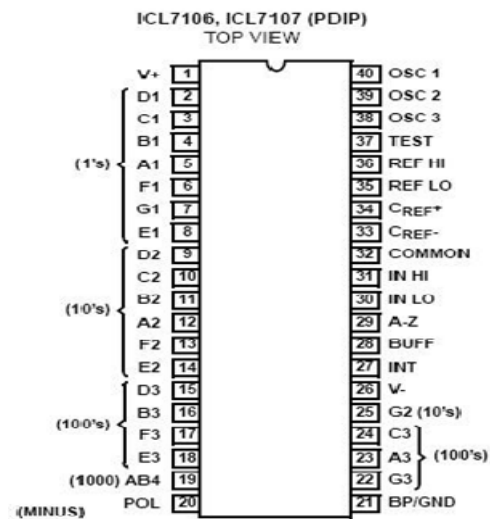 ICL7106, ICL7107 (PDIP)
TOP VIEW
V+ 1 40 OSC 1
D1 2 39 OSC 2
C1 3 38 OSC 3
B1 4 37 TEST
(1's) A1 5 36 REF HI
F1 6 35 REF LO
G1 7 34 CREF+
E1 8 33 CREF-
D2 9 32 COMMON
C2 10 31 IN HI
(10's) B2 11 30 IN LO
A2 12 29 A-Z
F2 13 28 BUFF
E2 14 27 INT
D3 15 26 V-
B3 16 25 G2 (10's)
(100's) F3 17 24 C3
E3 18 23 A3 (100's)
(1000) AB4 19 22 G3
(MINUS) POL 20 21 BP/GND